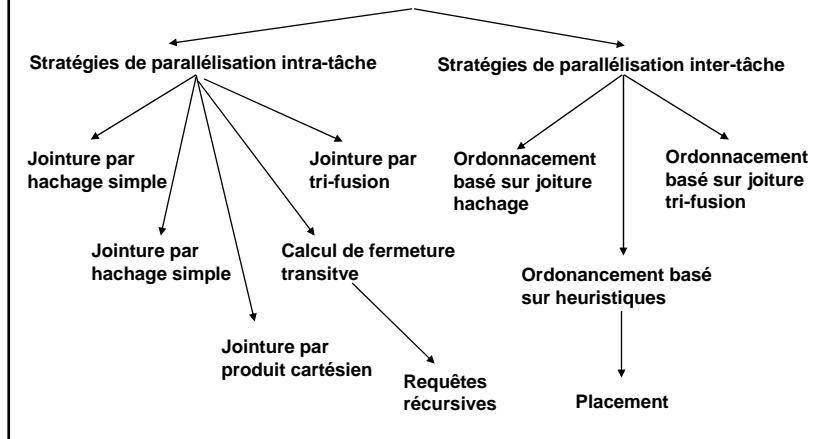 Stratégies de parallélisation intra-tâche
Stratégies de parallélisation inter-tâche
Jointure par
hachage simple
Jointure par
tri-fusion
Ordonnacement
basé sur joiture
hachage
Ordonnacement
basé sur joiture
tri-fusion
Jointure par
hachage simple
Calcul de fermeture
transitve
Ordonancement basé
sur heuristiques
Jointure par
produit cartésien
Requêtes
récursives
Placement